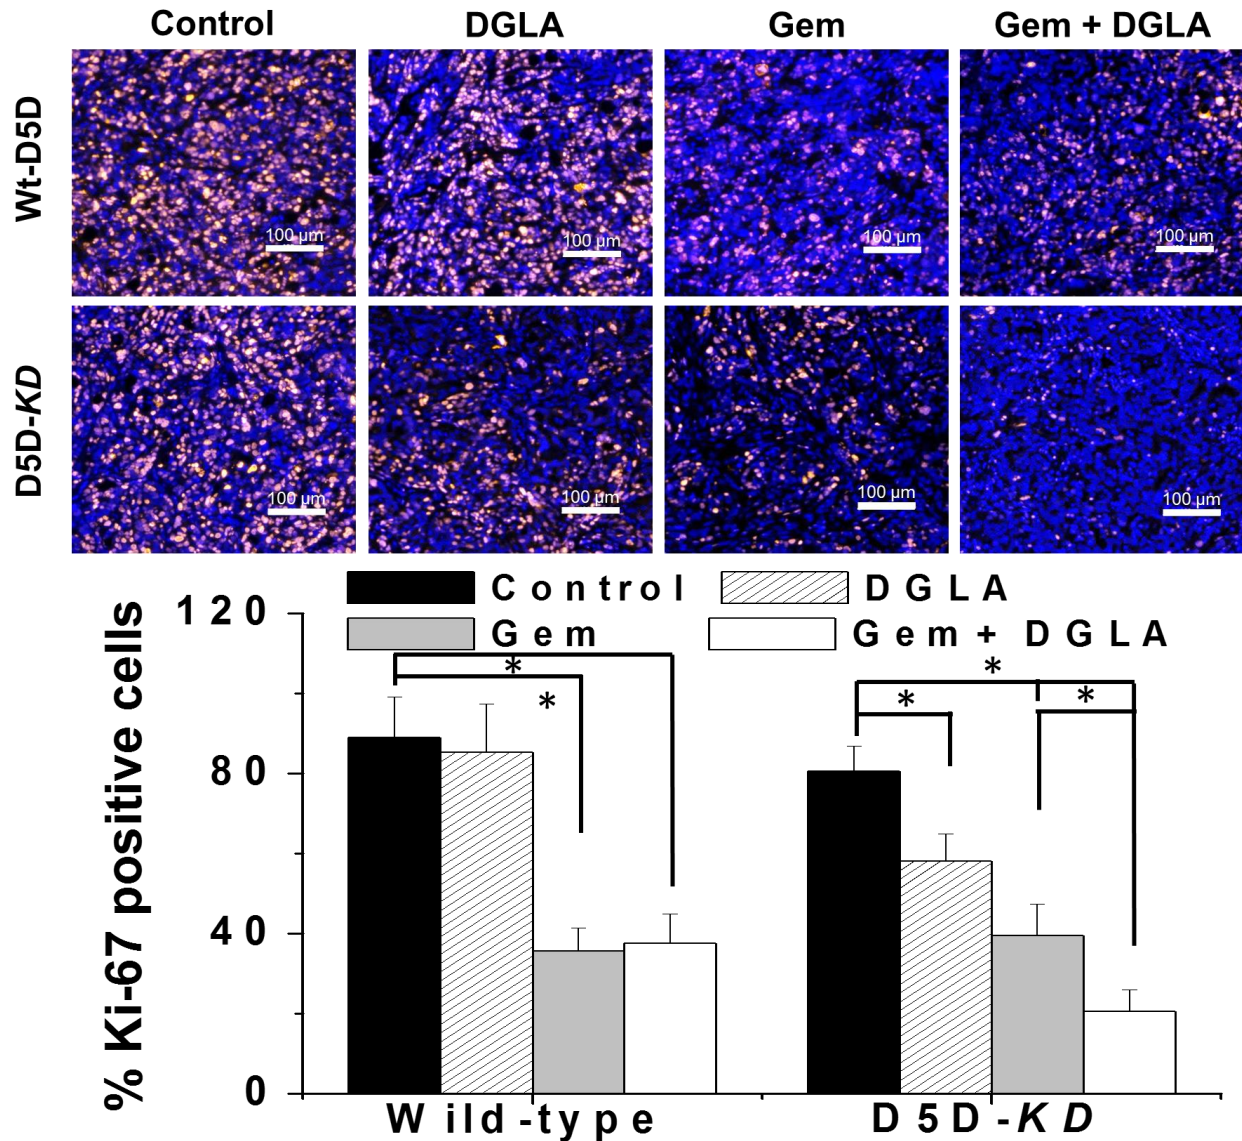 Control DGLA Gem Gem + DGLA
Wt-D5D
100 µm 100 µm 100 µm 100 µm
D5D-KD
100 µm 100 µm 100 µm 100 µm
% Ki-67 positive cells
120
80
40
0
Control DGLA
Gem Gem + DGLA
* *
* * *
Wild-type D5D-KD